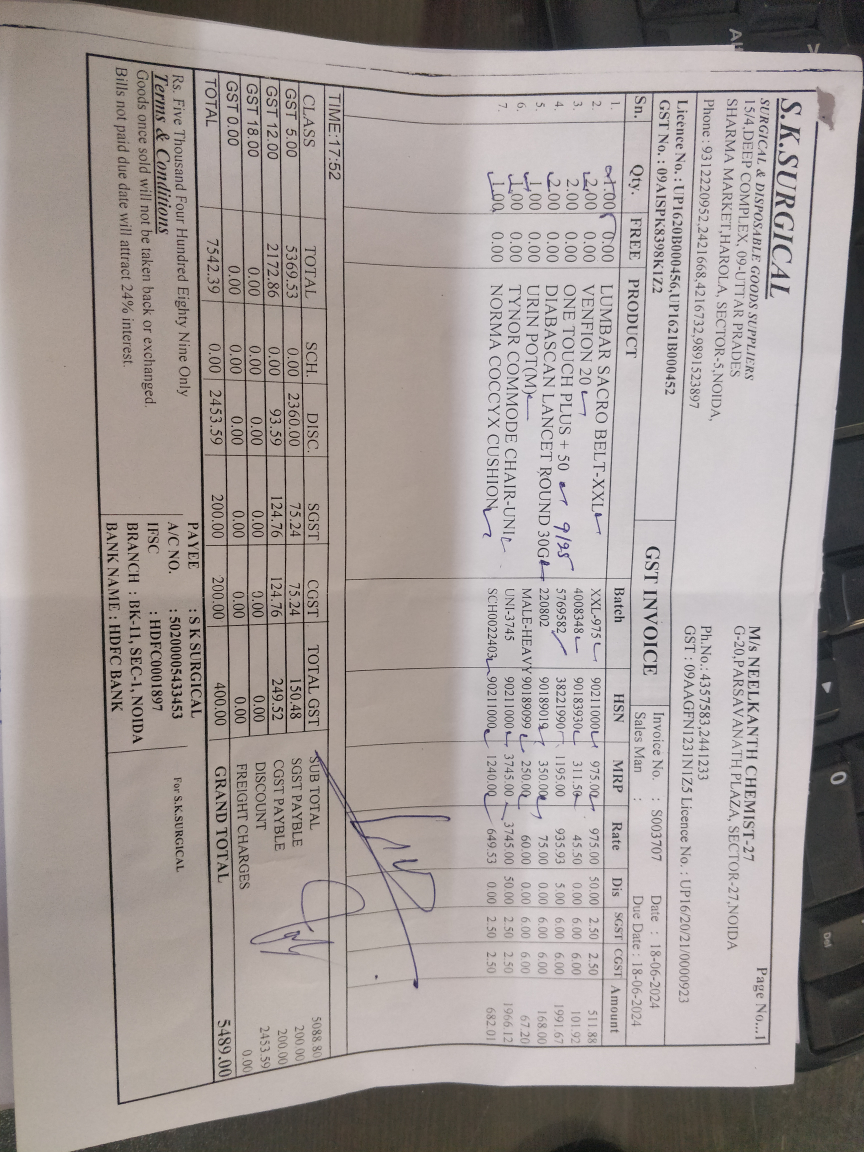 Page No...1
S.K.SURGICAL
SURGICAL & DISPOSABLE GOODS SUPPLIERS
15/4,DEEP COMPLEX, 09-UTTAR PRADES
SHARMA MARKET,HAROLA, SECTOR-5,NOIDA,
Phone : 9312220952,2421668,4216732,9891523897
Licence No. : UP1620B000456,UP1621B000452
GST No. : 09AISPK8398K1Z2
M/s NEELKANTH CHEMIST-27
G-20,PARSAVANATH,PLAZA, SECTOR-27,NOIDA
Ph.No.: 4357583,2441233
GST : 09AAGFN1231N1Z5 Licence No. : UP16/20/21/0000923
GST INVOICE
Invoice No. : S003707 Date : 18-06-2024
Sales Man : Due Date : 18-06-2024
Sn. Qty. FREE PRODUCT Batch HSN MRP Rate Dis SGST CGST Amount
1. 1.00 0.00 LUMBAR SACRO BELT-XXL XXL-975 90211000 975.00 975.00 50.00 2.50 2.50 511.88
2. 2.00 0.00 VENFION 20 4008348 90183930 311.50 45.50 0.00 6.00 6.00 101.92
3. 2.00 0.00 ONE TOUCH PLUS + 50 9/25 5769582 38221990 1195.00 935.93 5.00 6.00 6.00 1991.67
4. 2.00 0.00 DIABASCAN LANCET ROUND 30G 220802 90189019 350.00 75.00 0.00 6.00 6.00 168.00
5. 1.00 0.00 URIN POT(M) MALE-HEAVY 90189099 250.00 60.00 0.00 6.00 6.00 67.20
6. 1.00 0.00 TYNOR COMMODE CHAIR-UNI UNI-3745 90211000 3745.00 3745.00 50.00 2.50 2.50 1966.12
7. 1.00 0.00 NORMA COCCYX CUSHION SCH0022403 90211000 1240.00 649.53 0.00 2.50 2.50 682.01
TIME:17:52
CLASS TOTAL SCH. DISC. SGST CGST TOTAL GST
GST 5.00 5369.53 0.00 2360.00 75.24 75.24 150.48
GST 12.00 2172.86 0.00 93.59 124.76 124.76 249.52
GST 18.00 0.00 0.00 0.00 0.00 0.00 0.00
GST 0.00 0.00 0.00 0.00 0.00 0.00 0.00
TOTAL 7542.39 0.00 2453.59 200.00 200.00 400.00
SUB TOTAL 5088.80
SGST PAYBLE 200.00
CGST PAYBLE 200.00
DISCOUNT 2453.59
FREIGHT CHARGES 0.00
GRAND TOTAL 5489.00
Rs. Five Thousand Four Hundred Eighty Nine Only
Terms & Conditions
Goods once sold will not be taken back or exchanged.
Bills not paid due date will attract 24% interest.
PAYEE : S K SURGICAL
A/C NO. : 50200005433453
IFSC : HDFC0001897
BRANCH : BK-11, SEC-1, NOIDA
BANK NAME : HDFC BANK
For S.K.SURGICAL
0
Del